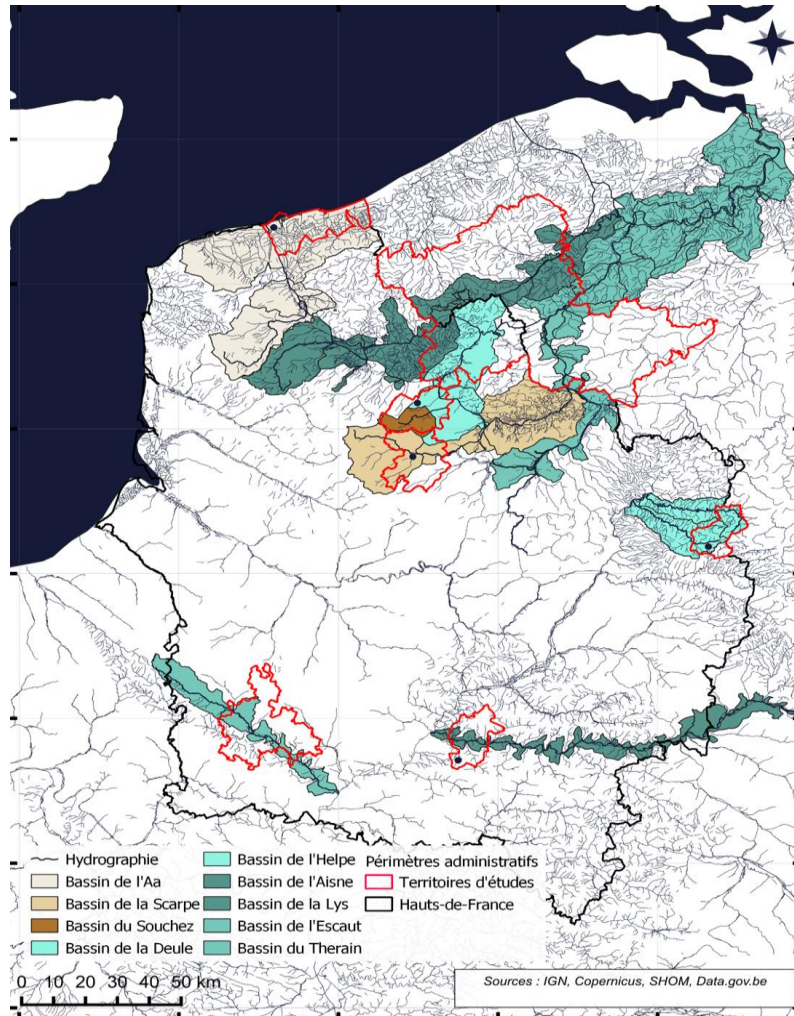 Hydrographie
Bassin de l'Aa
Bassin de la Scarpe
Bassin du Souchez
Bassin de la Deule
Bassin de l'Helpe
Bassin de l'Aisne
Bassin de la Lys
Bassin de l'Escaut
Bassin du Therain
Périmètres administratifs
Territoires d'études
Hauts-de-France
0 10 20 30 40 50 km
Sources : IGN, Copernicus, SHOM, Data.gov.be